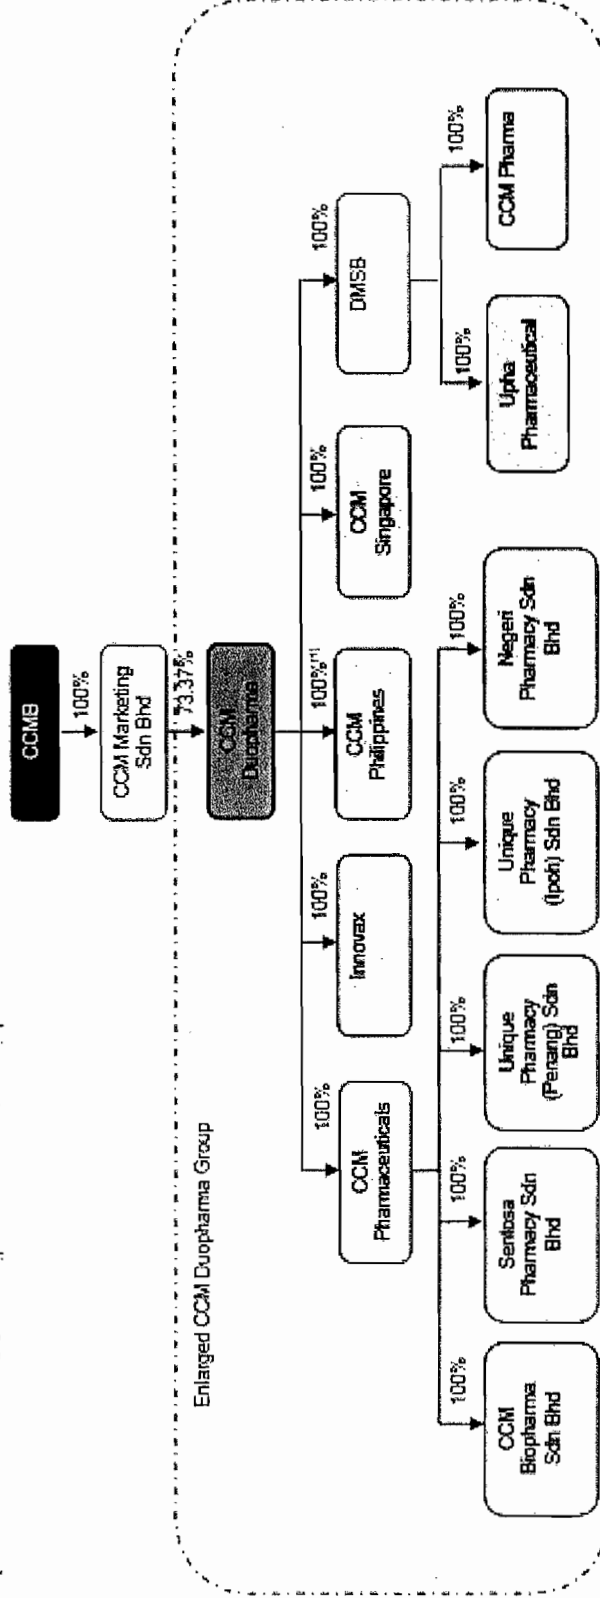 CCMB
100%
CCM Marketing
Sdn Bhd
73.37%
Enlarged CCM Duopharma Group
CCM
Duopharma
100%
100%
100%[1]
100%
100%
CCM
Pharmaceuticals
Innovax
CCM
Philippines
CCM
Singapore
DMSB
100%
100%
100%
100%
100%
100%
100%
CCM
Biopharma
Sdn Bhd
Sentosa
Pharmacy Sdn
Bhd
Unique
Pharmacy
(Penang) Sdn
Bhd
Unique
Pharmacy
(Ipoh) Sdn Bhd
Negeri
Pharmacy Sdn
Bhd
Upha
Pharmaceutical
CCM Pharma